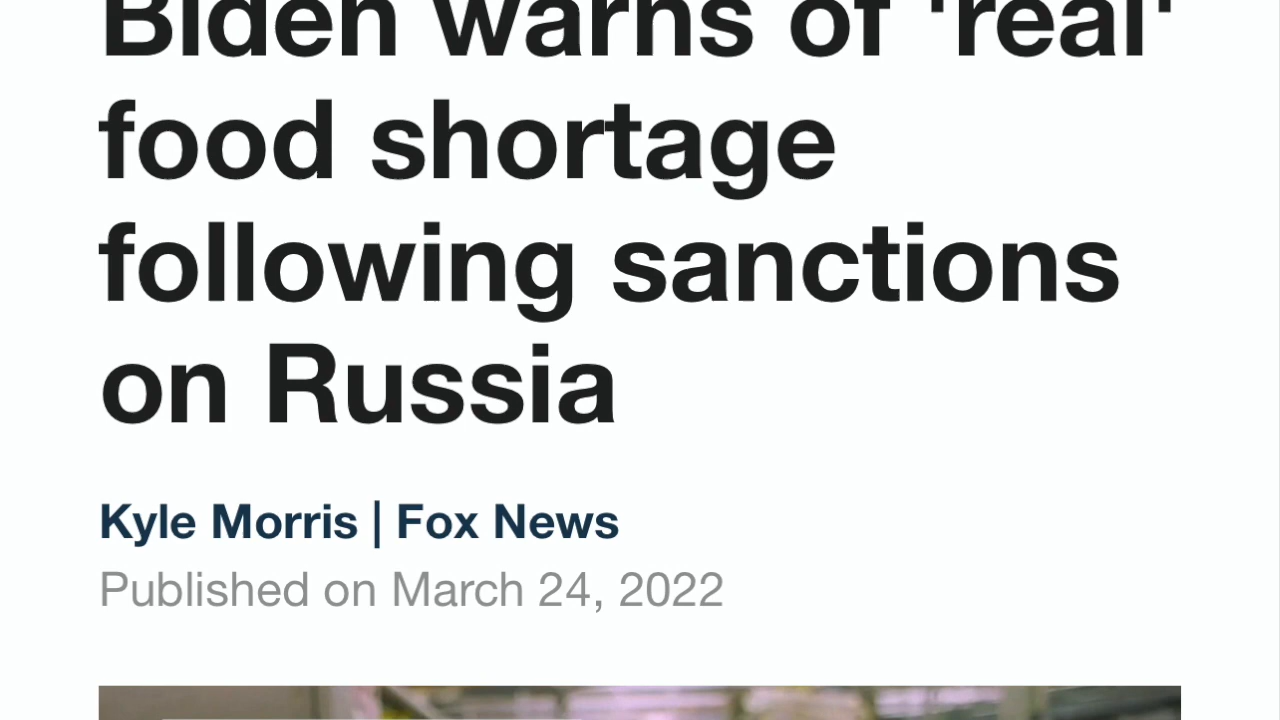 Biden warns of 'real'
food shortage
following sanctions
on Russia
Kyle Morris | Fox News
Published on March 24, 2022